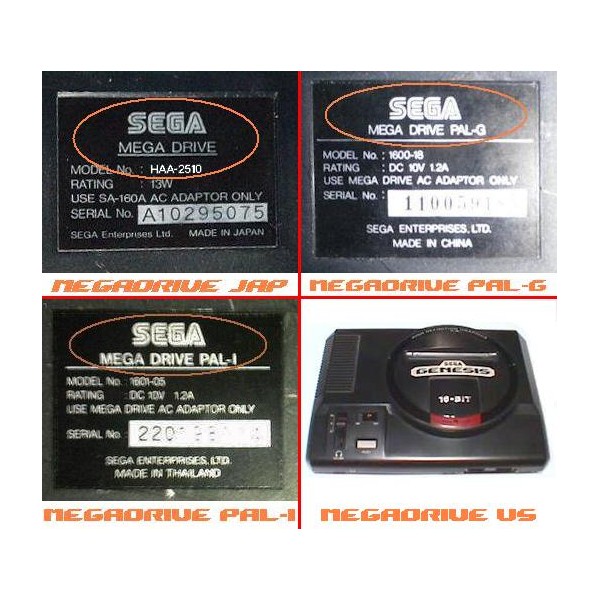 SEGA
MEGA DRIVE
MODEL No.: HAA-2510
RATING : 13W
USE SA-160A AC ADAPTOR ONLY
SERIAL No. A10295075
SEGA Enterprises Ltd. MADE IN JAPAN
MEGADRIVE JAP
SEGA
MEGA DRIVE PAL-G
MODEL No. : 1600-18
RATING : DC 10V 1.2A
USE MEGA DRIVE AC ADAPTOR ONLY
SERIAL No. :
SEGA ENTERPRISES, LTD.
MADE IN CHINA
MEGADRIVE PAL-G
SEGA
MEGA DRIVE PAL-I
MODEL No. : 1601-05
RATING : DC 10V 1.2A
USE MEGA DRIVE AC ADAPTOR ONLY
SERIAL No.
SEGA ENTERPRISES, LTD.
MADE IN THAILAND
MEGADRIVE PAL-I
SEGA
GENESIS
16-BIT
MEGADRIVE US